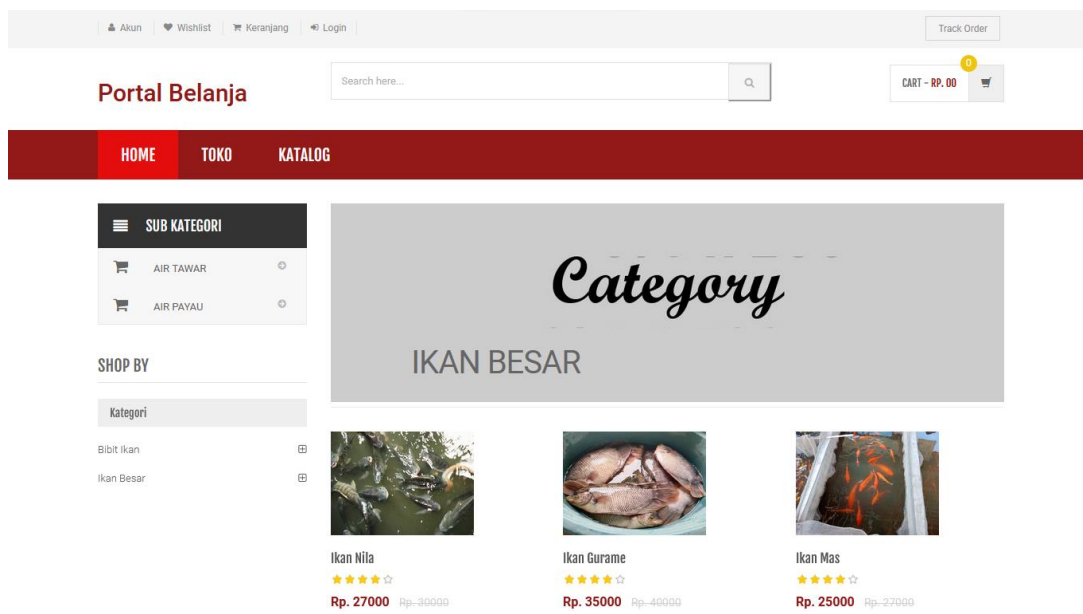 Akun Wishlist Keranjang Login Track Order
Portal Belanja
Search here...
CART - RP. 00
0
HOME TOKO KATALOG
SUB KATEGORI
AIR TAWAR
AIR PAYAU
SHOP BY
Kategori
Bibit Ikan
Ikan Besar
Category
IKAN BESAR
Ikan Nila
Rp. 27000 Rp. 30000
Ikan Gurame
Rp. 35000 Rp. 40000
Ikan Mas
Rp. 25000 Rp. 27000